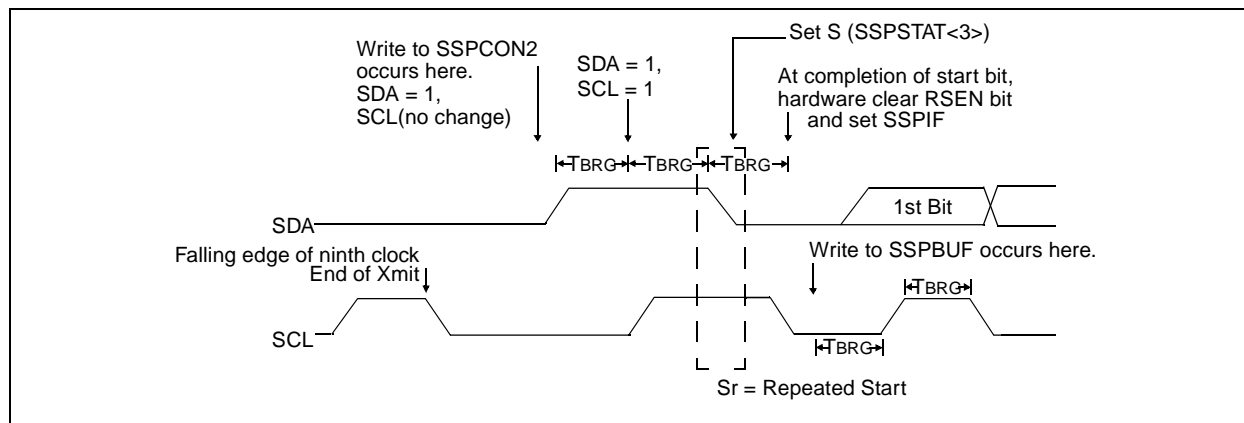 Set S (SSPSTAT<3>)
Write to SSPCON2
occurs here.
SDA = 1,
SCL(no change)
SDA = 1,
SCL = 1
At completion of start bit,
hardware clear RSEN bit
and set SSPIF
TBRG
TBRG
TBRG
SDA
1st Bit
Falling edge of ninth clock
End of Xmit
Write to SSPBUF occurs here.
TBRG
SCL
TBRG
Sr = Repeated Start